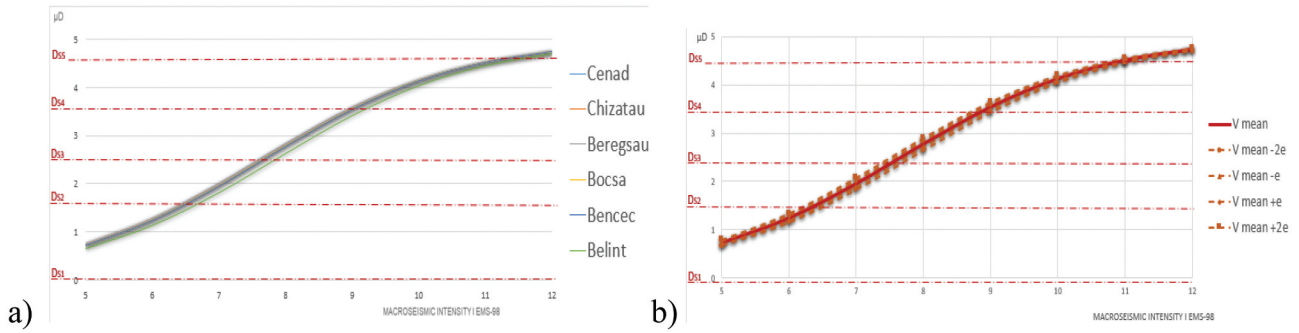 μD
5
Ds5
4
Ds4
3
Ds3
2
Ds2
1
Ds1
0
5 6 7 8 9 10 11 12
MACROSEISMIC INTENSITY I EMS-98
Cenad
Chizatau
Beregsau
Bocsa
Bencec
Belint
a)
μD 5
Ds5
4
Ds4
3
Ds3
2
Ds2
1
Ds1
0
5 6 7 8 9 10 11 12
MACROSEISMIC INTENSITY I EMS-98
V mean
V mean -2e
V mean -e
V mean +e
V mean +2e
b)